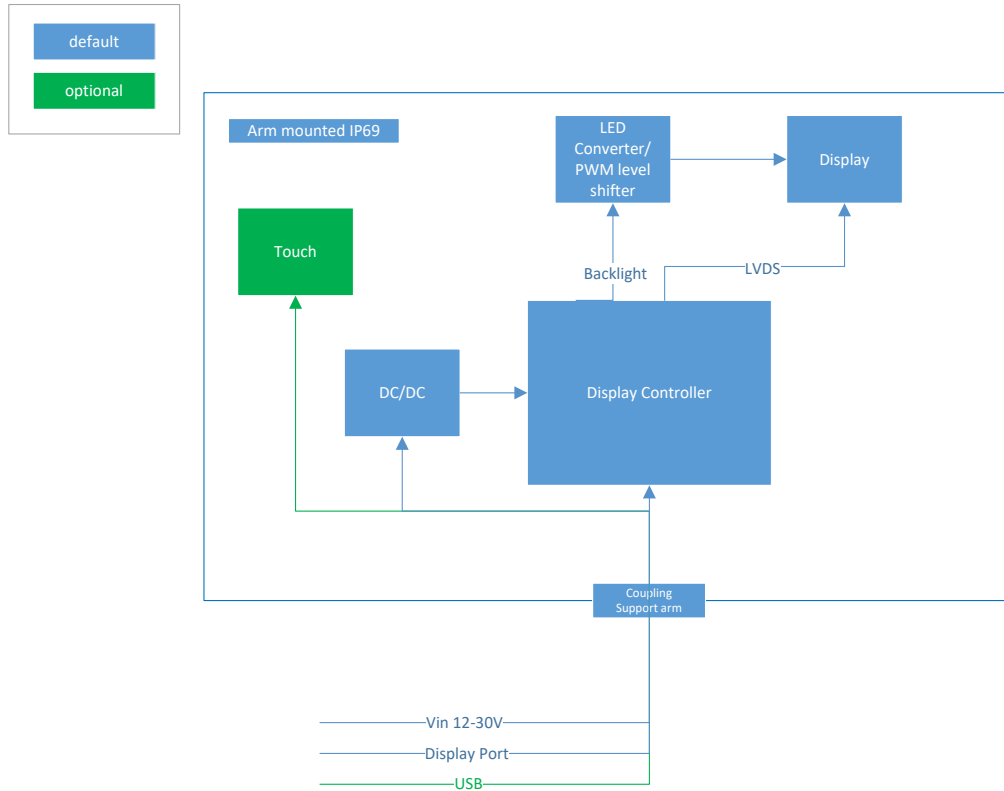 default
optional
Arm mounted IP69
LED
Converter/
PWM level
shifter
Display
Touch
Backlight
LVDS
DC/DC
Display Controller
Coupling
Support arm
Vin 12-30V
Display Port
USB